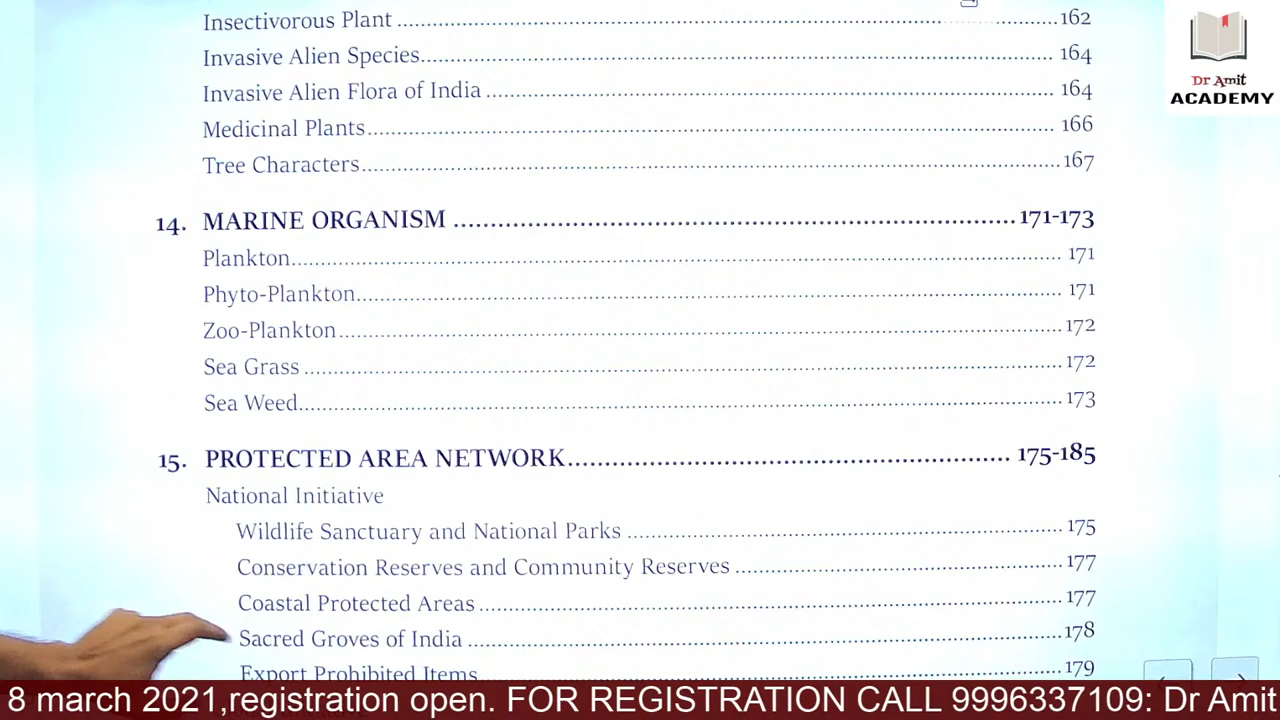 Insectivorous Plant ........ 162
Invasive Alien Species ........ 164
Invasive Alien Flora of India ........ 164
Medicinal Plants ........ 166
Tree Characters ........ 167
14. MARINE ORGANISM ........ 171-173
Plankton ........ 171
Phyto-Plankton ........ 171
Zoo-Plankton ........ 172
Sea Grass ........ 172
Sea Weed ........ 173
15. PROTECTED AREA NETWORK ........ 175-185
National Initiative
Wildlife Sanctuary and National Parks ........ 175
Conservation Reserves and Community Reserves ........ 177
Coastal Protected Areas ........ 177
Sacred Groves of India ........ 178
Export Prohibited Items ........ 179
Dr Amit
ACADEMY
8 march 2021,registration open. FOR REGISTRATION CALL 9996337109: Dr Amit